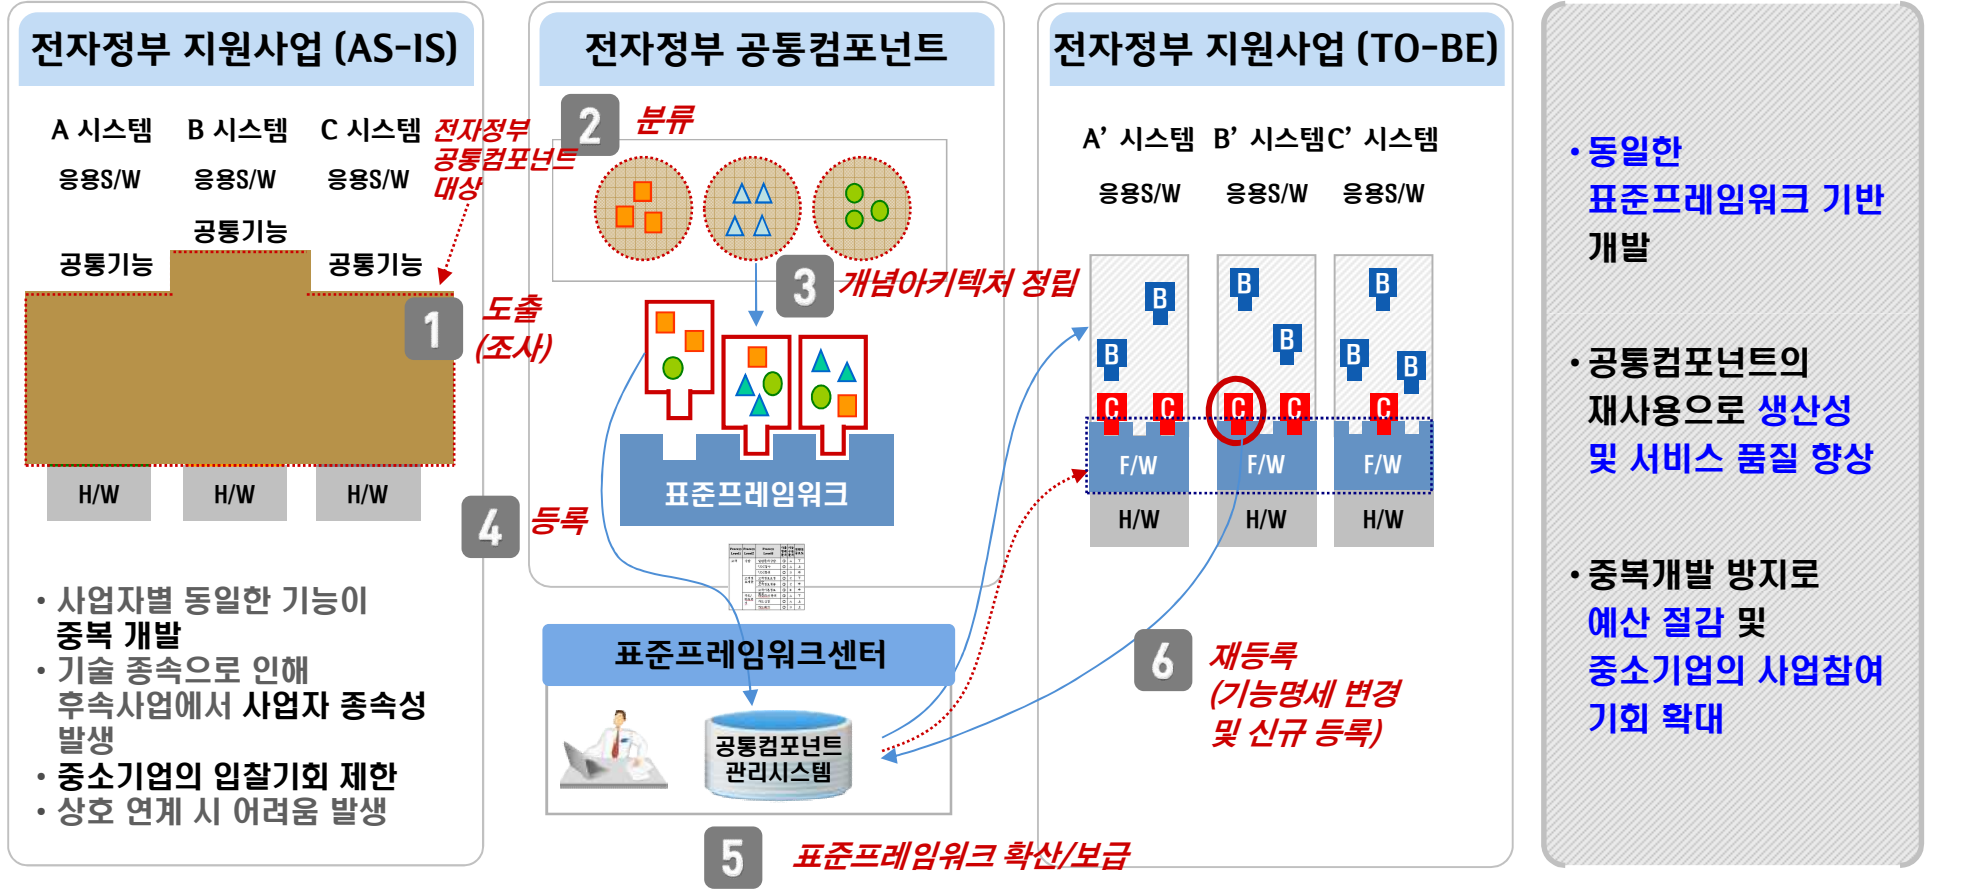 전자정부 지원사업 (AS-IS)
A 시스템
B 시스템
C 시스템
전자정부
공통컴포넌트
대상
응용S/W
응용S/W
응용S/W
공통기능
공통기능
공통기능
1
도출
(조사)
H/W
H/W
H/W
• 사업자별 동일한 기능이
중복 개발
• 기술 종속으로 인해
후속사업에서 사업자 종속성
발생
• 중소기업의 입찰기회 제한
• 상호 연계 시 어려움 발생
전자정부 공통컴포넌트
2
분류
3
개념아키텍처 정립
표준프레임워크
4
등록
표준프레임워크센터
공통컴포넌트
관리시스템
5
표준프레임워크 확산/보급
전자정부 지원사업 (TO-BE)
A’ 시스템
B’ 시스템
C’ 시스템
응용S/W
응용S/W
응용S/W
B
B
B
B
B
B
B
C
C
C
C
C
F/W
F/W
F/W
H/W
H/W
H/W
6
재등록
(기능명세 변경
및 신규 등록)
• 동일한
표준프레임워크 기반
개발
• 공통컴포넌트의
재사용으로 생산성
및 서비스 품질 향상
• 중복개발 방지로
예산 절감 및
중소기업의 사업참여
기회 확대